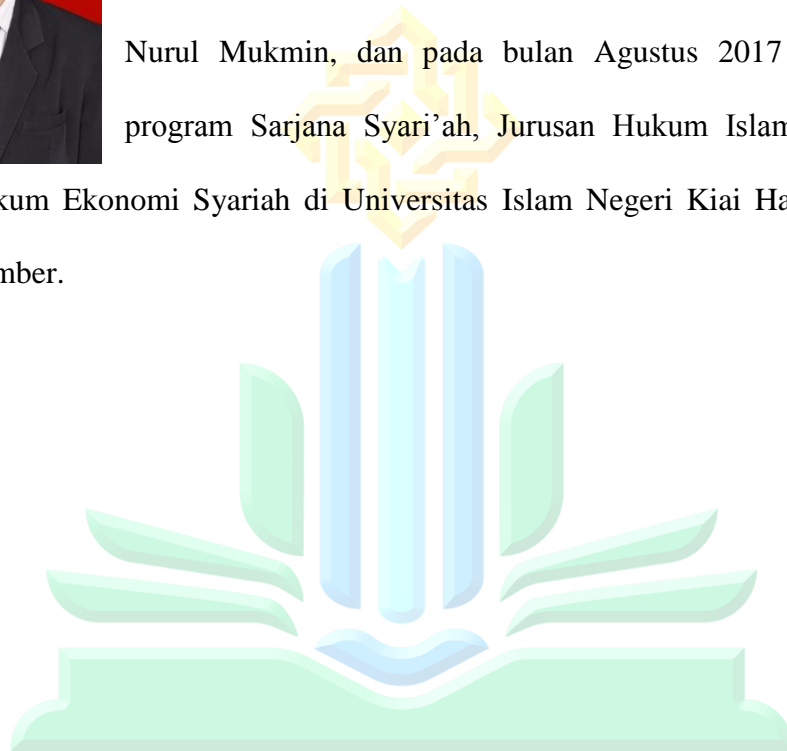 Nurul Mukmin, dan pada bulan Agustus 2017
program Sarjana Syari’ah, Jurusan Hukum Islam
kum Ekonomi Syariah di Universitas Islam Negeri Kiai Ha
mber.